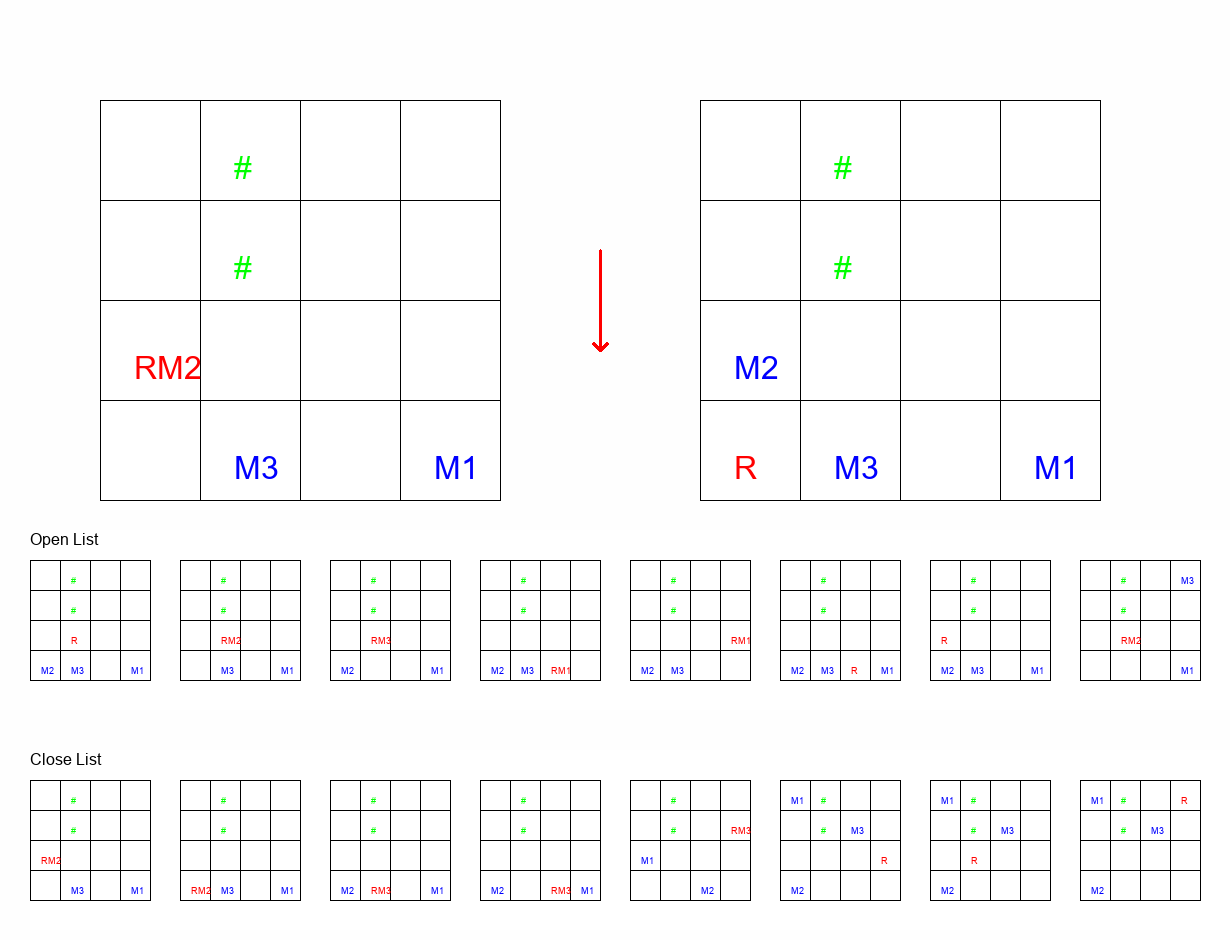 # #
# #
RM2 M2
M3 M1 R M3 M1
Open List
# # # # # # # # M3
# # # # # # # #
R RM2 RM3 RM1 R RM2
M2 M3 M1 M3 M1 M2 M1 M2 M3 RM1 M2 M3 M2 M3 R M1 M2 M3 M1 M1
Close List
# # # # # M1 # M1 # M1 # R
# # # # # RM3 # M3 # M3 # M3
RM2 M1 R R
M3 M1 RM2 M3 M1 M2 RM3 M1 M2 RM3 M1 M2 M2 M2 M2